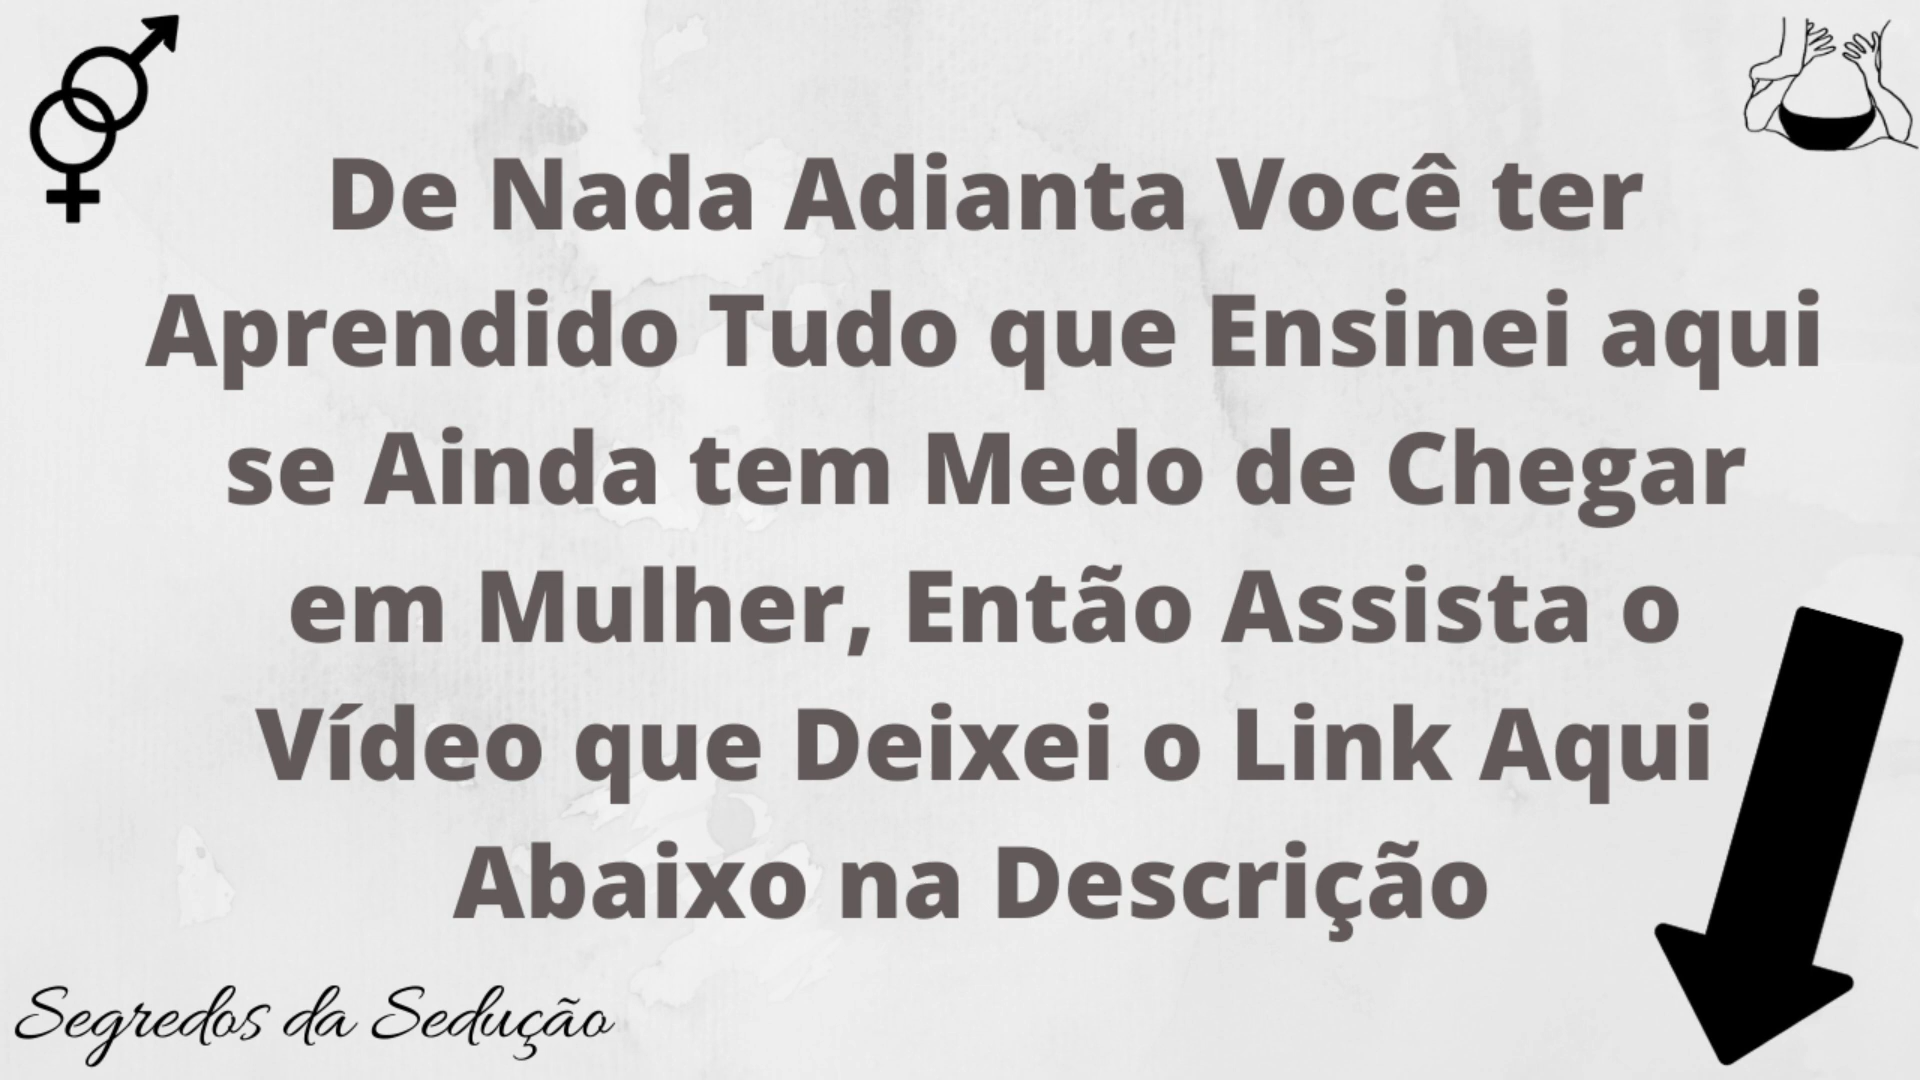 De Nada Adianta Você ter
Aprendido Tudo que Ensinei aqui
se Ainda tem Medo de Chegar
em Mulher, Então Assista o
Vídeo que Deixei o Link Aqui
Abaixo na Descrição
Segredos da Sedução